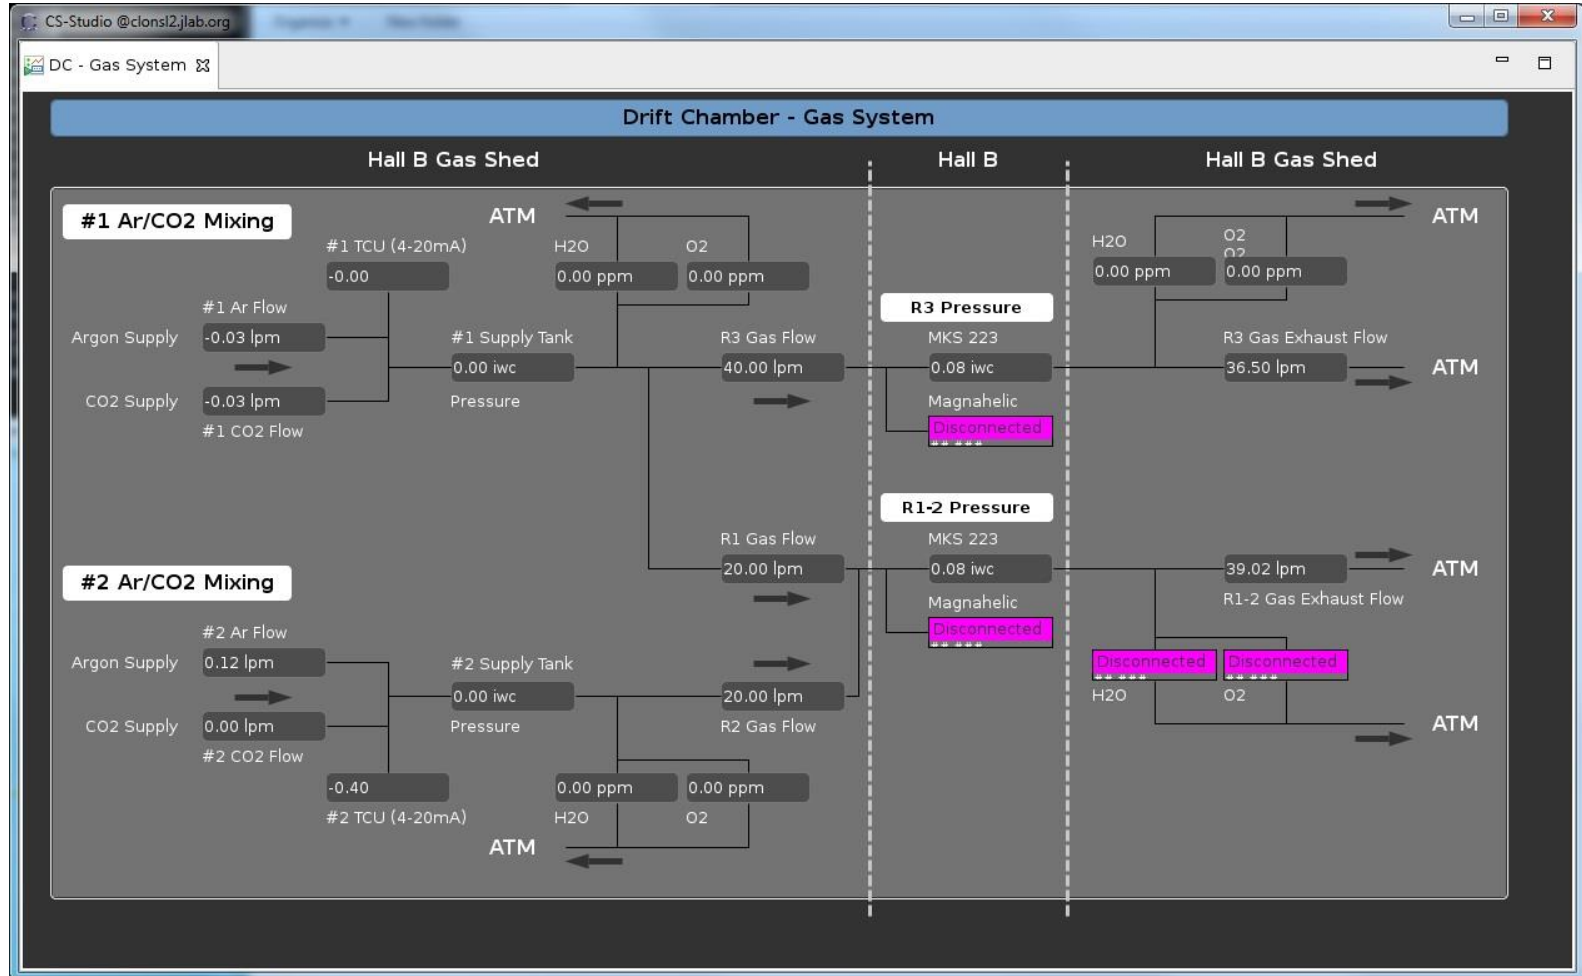 CS-Studio @clonsl2.jlab.org
DC - Gas System
Drift Chamber - Gas System
Hall B Gas Shed
Hall B
Hall B Gas Shed
#1 Ar/CO2 Mixing
ATM
ATM
#1 TCU (4-20mA)
H2O
O2
H2O
O2
O2
-0.00
0.00 ppm
0.00 ppm
0.00 ppm
0.00 ppm
#1 Ar Flow
R3 Pressure
Argon Supply
-0.03 lpm
#1 Supply Tank
R3 Gas Flow
MKS 223
R3 Gas Exhaust Flow
0.00 iwc
40.00 lpm
0.08 iwc
36.50 lpm
ATM
CO2 Supply
-0.03 lpm
Pressure
Magnahelic
#1 CO2 Flow
Disconnected
R1-2 Pressure
R1 Gas Flow
MKS 223
#2 Ar/CO2 Mixing
20.00 lpm
0.08 iwc
39.02 lpm
ATM
Magnahelic
R1-2 Gas Exhaust Flow
#2 Ar Flow
Disconnected
Argon Supply
0.12 lpm
#2 Supply Tank
Disconnected
Disconnected
0.00 iwc
20.00 lpm
H2O
O2
CO2 Supply
0.00 lpm
Pressure
R2 Gas Flow
ATM
#2 CO2 Flow
-0.40
0.00 ppm
0.00 ppm
#2 TCU (4-20mA)
H2O
O2
ATM